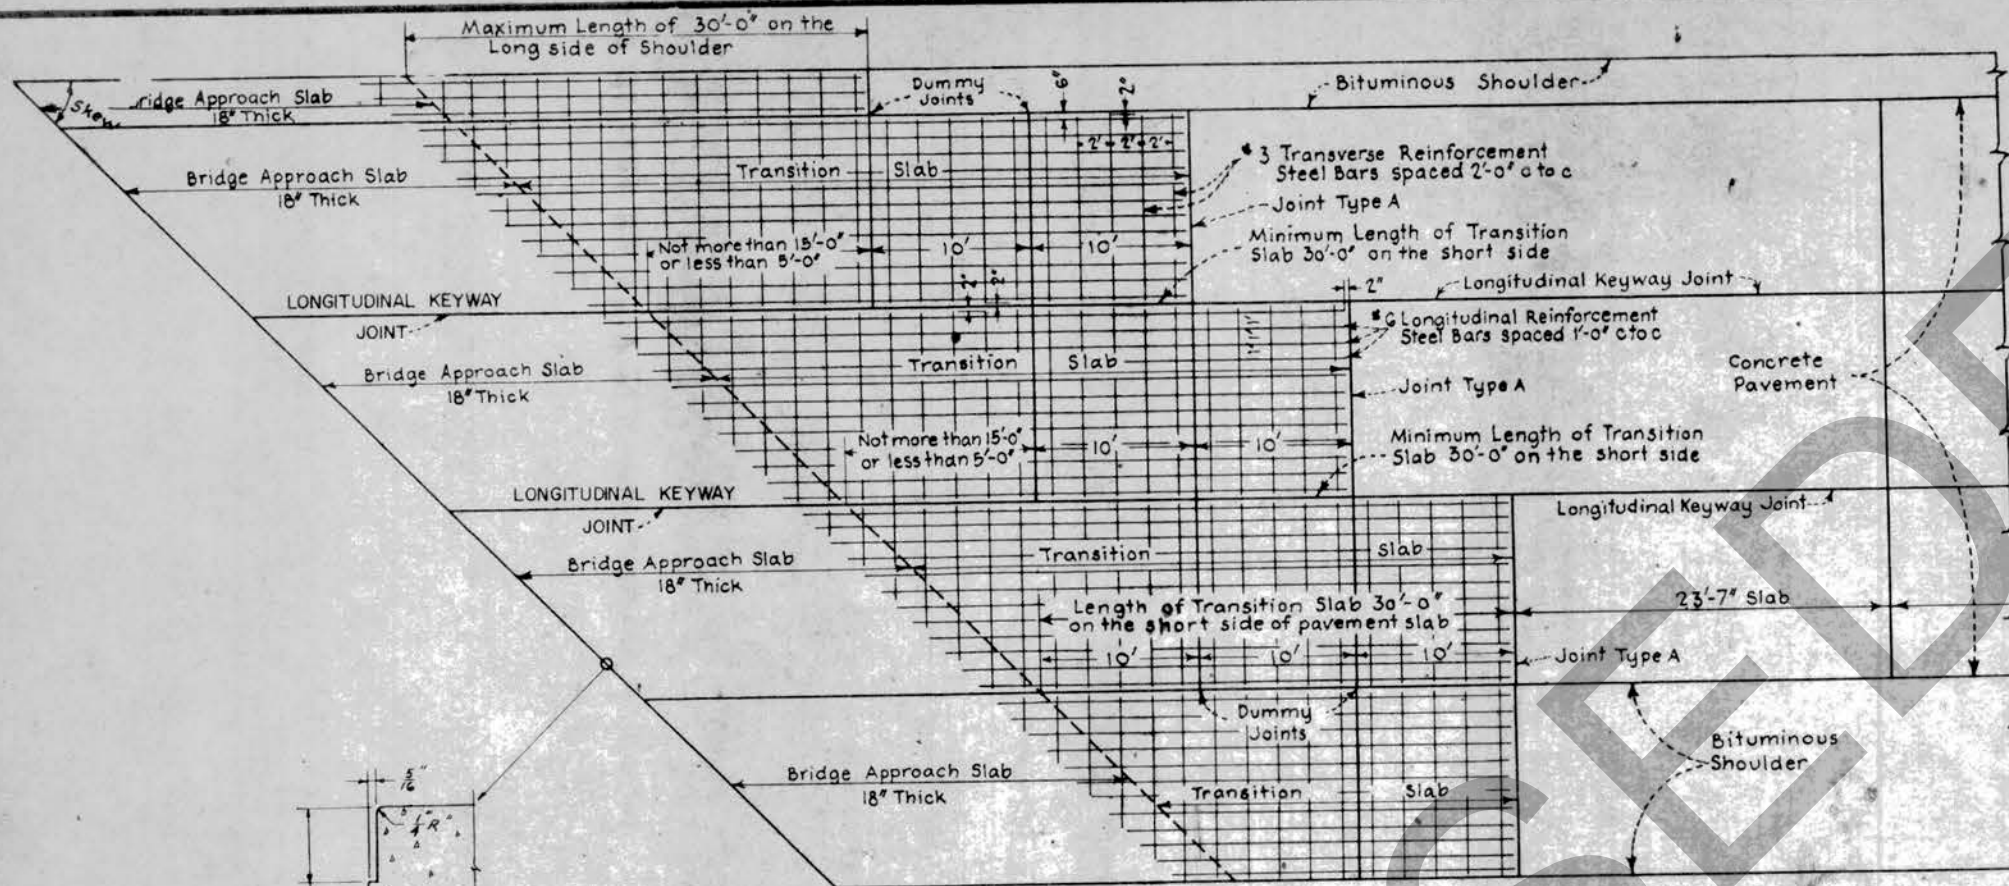 Maximum Length of 30'-0" on the
Long side of Shoulder
Skew
ridge Approach Slab
18" Thick
Dummy
Joints
6"
2"
Bituminous Shoulder
2' 2' 2'
Bridge Approach Slab
18" Thick
Transition Slab
#3 Transverse Reinforcement
Steel Bars spaced 2'-0" c to c
Joint Type A
Not more than 15'-0"
or less than 5'-0"
10'
10'
Minimum Length of Transition
Slab 30'-0" on the short side
2" 2"
2"
Longitudinal Keyway Joint
LONGITUDINAL KEYWAY
JOINT
#6 Longitudinal Reinforcement
Steel Bars spaced 1'-0" c to c
1' 1' 1'
Bridge Approach Slab
18" Thick
Transition Slab
Joint Type A
Concrete
Pavement
Not more than 15'-0"
or less than 5'-0"
10'
10'
Minimum Length of Transition
Slab 30'-0" on the short side
LONGITUDINAL KEYWAY
JOINT
Longitudinal Keyway Joint
Bridge Approach Slab
18" Thick
Transition Slab
Length of Transition Slab 30'-0"
on the short side of pavement slab
23'-7" Slab
10'
10'
10'
Joint Type A
Dummy
Joints
Bituminous
Shoulder
Bridge Approach Slab
18" Thick
Transition Slab
5/16"
1/4" R